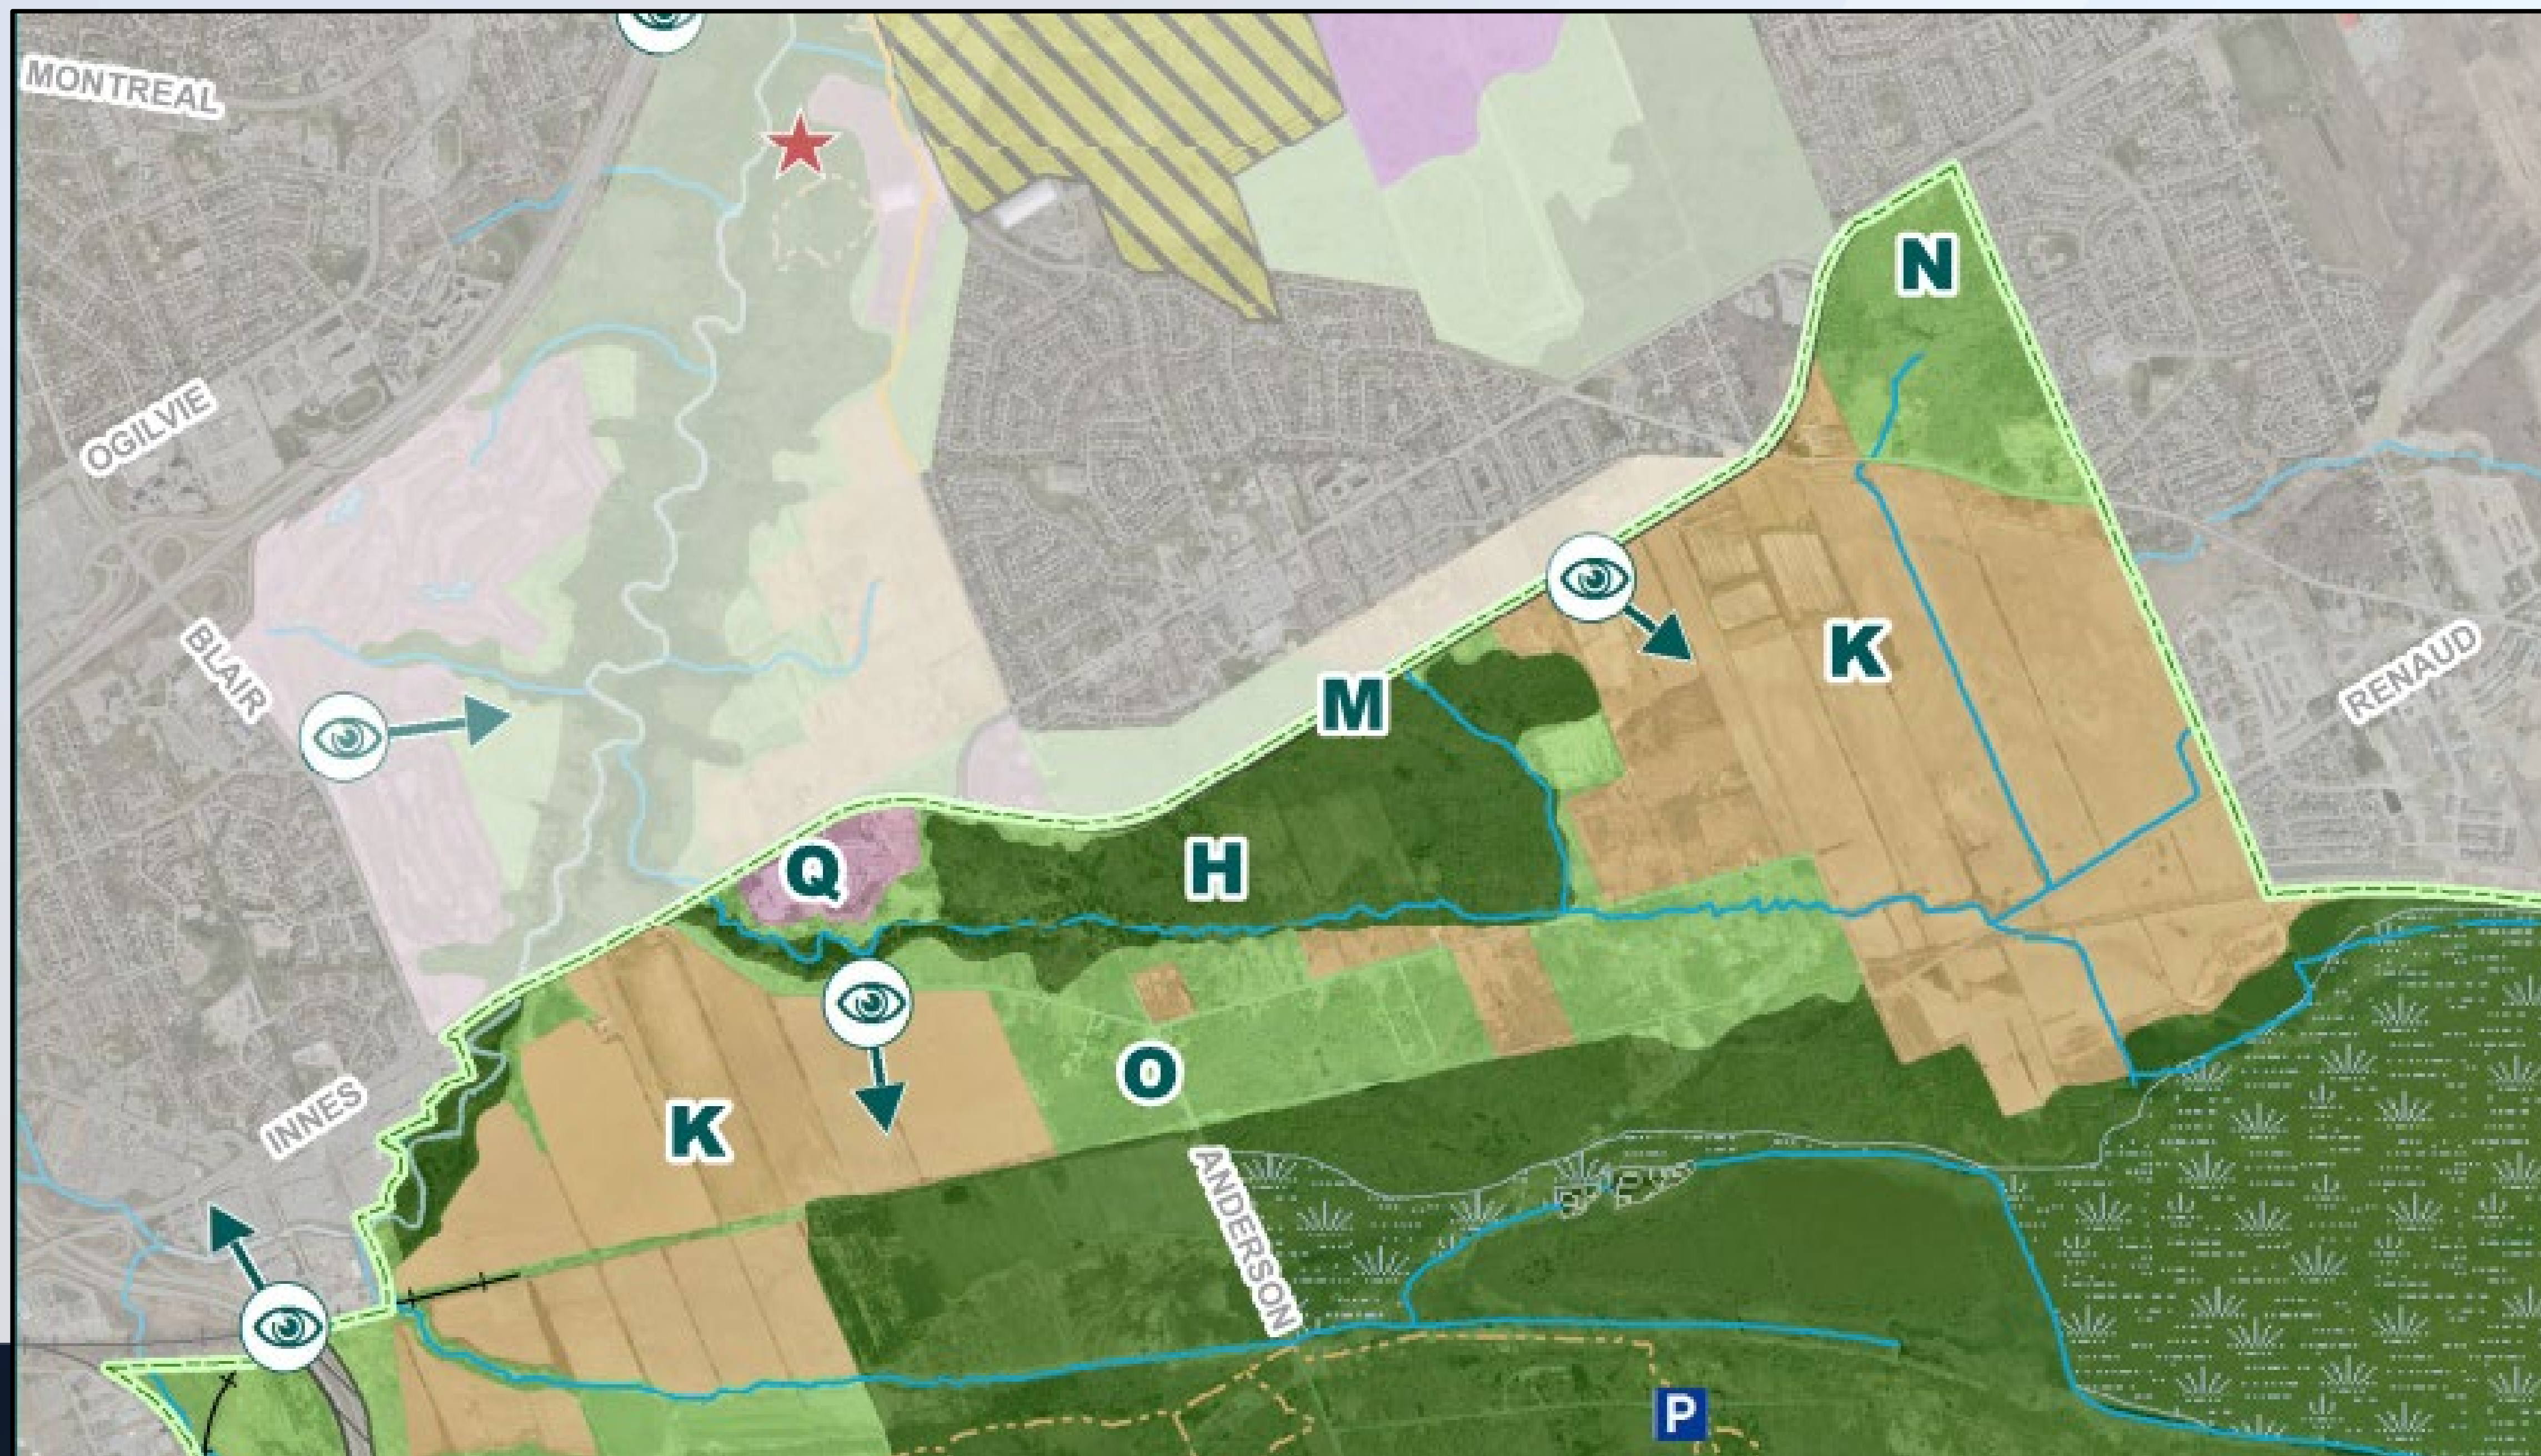 MONTREAL
N
OGILVIE
BLAIR
K
RENAUD
M
Q
H
O
INNES
K
ANDERSON
P